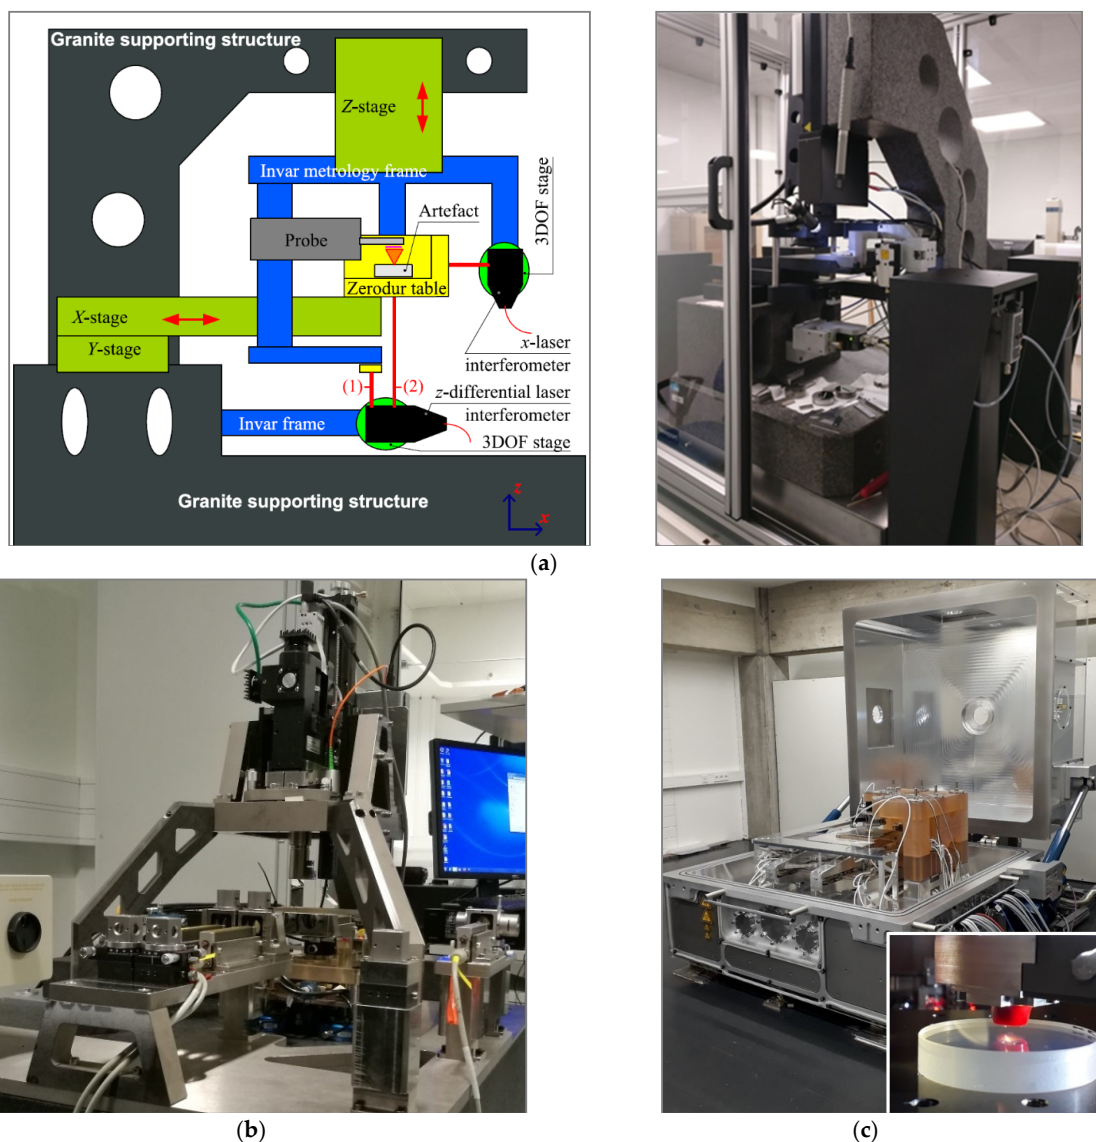 Granite supporting structure
Z-stage
Invar metrology frame
3DOF stage
Artefact
Probe
Zerodur table
X-stage
Y-stage
x-laser
interferometer
(1)
(2)
z-differential laser
interferometer
Invar frame
3DOF stage
Granite supporting structure
z
x
(a)
(b)
(c)